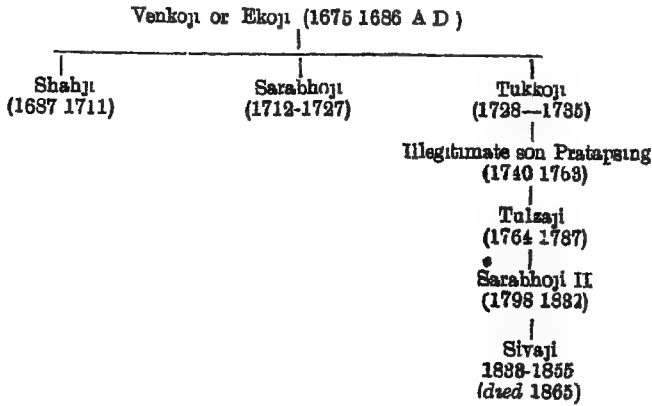 Venkoji or Ekoji (1675 1686 A D )
Shahji Sarabhoji Tukkoji
(1687 1711) (1712-1727) (1728—1735)
Illegitimate son Pratapsing
(1740 1763)
Tulzaji
(1764 1787)
Sarabhoji II
(1798 1832)
Sivaji
1833-1855
(died 1865)